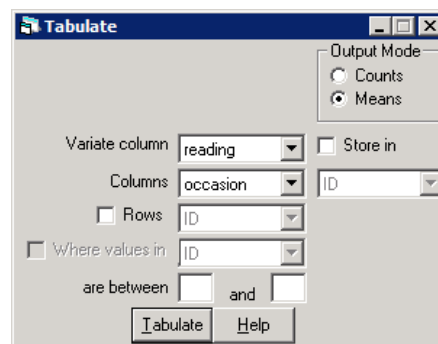 Tabulate
Output Mode
Counts
Means
Variate column reading Store in
Columns occasion ID
Rows ID
Where values in ID
are between and
Tabulate Help